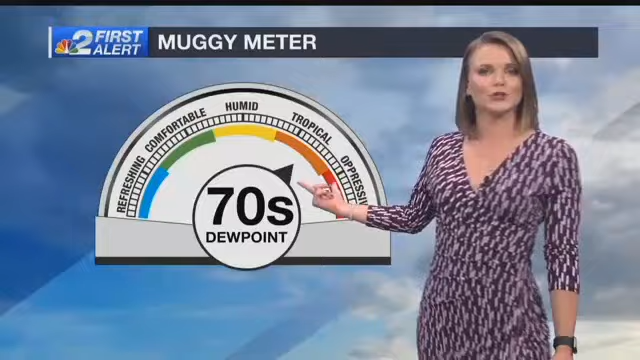 2 FIRST ALERT
MUGGY METER
REFRESHING
COMFORTABLE
HUMID
TROPICAL
70s
DEWPOINT